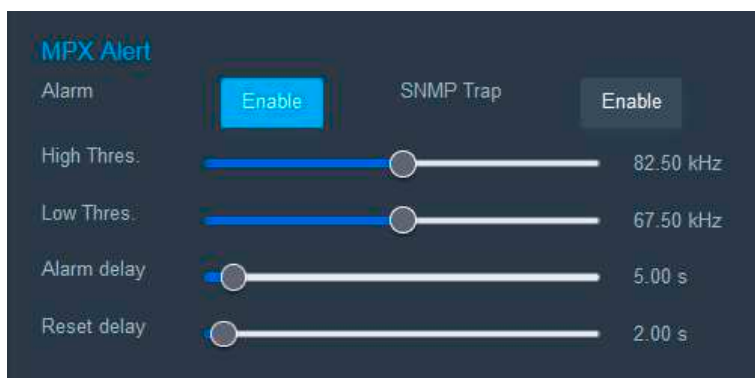 MPX Alert
Alarm Enable SNMP Trap Enable
High Thres. 82.50 kHz
Low Thres. 67.50 kHz
Alarm delay 5.00 s
Reset delay 2.00 s